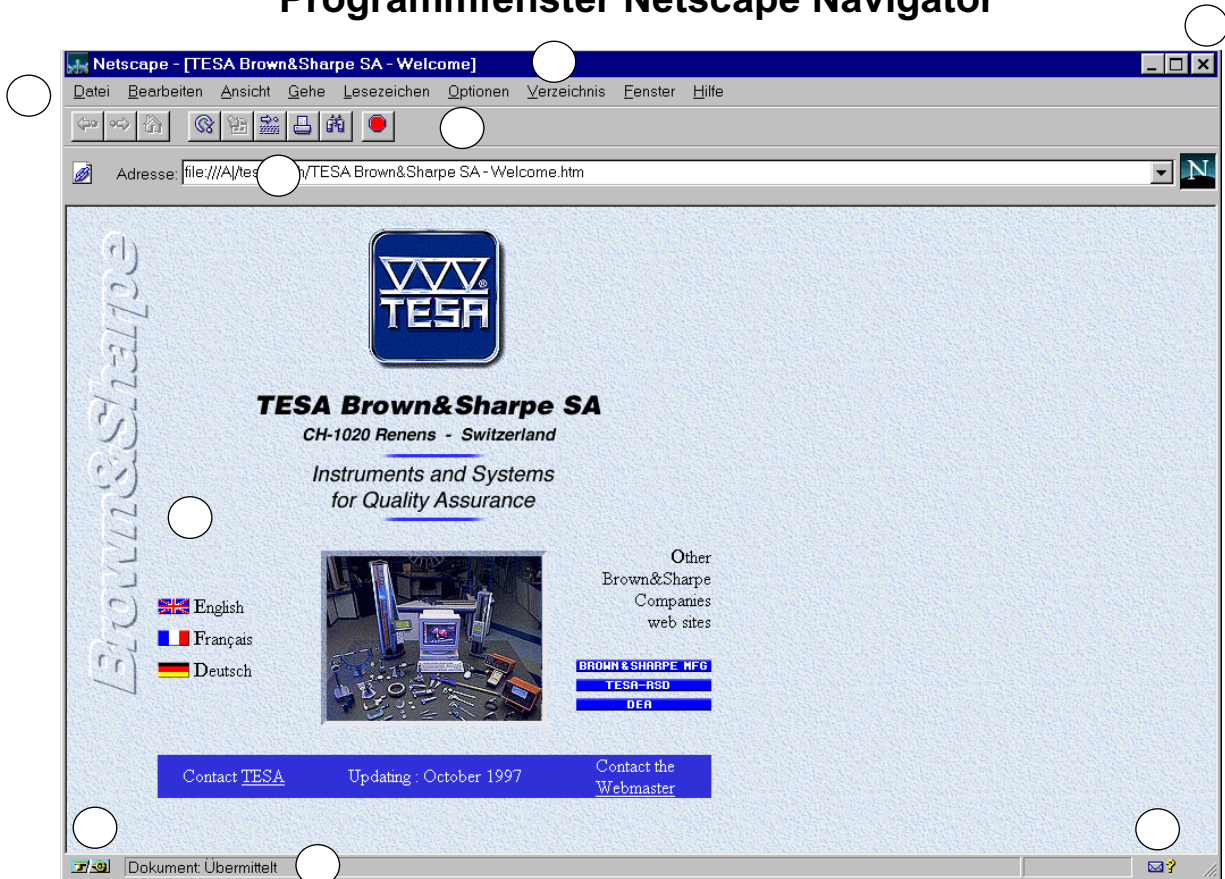 Programmfenster Netscape Navigator
Netscape - [TESA Brown&Sharpe SA - Welcome]
Datei Bearbeiten Ansicht Gehe Lesezeichen Optionen Verzeichnis Fenster Hilfe
Adresse: file:///A|/tes h/TESA Brown&Sharpe SA - Welcome.htm
N
Brown&Sharpe
TESA®
TESA Brown&Sharpe SA
CH-1020 Renens - Switzerland
Instruments and Systems
for Quality Assurance
Other
Brown&Sharpe
Companies
web sites
English
Français
Deutsch
BROWN & SHARPE MFG
TESA-RSD
DEA
Contact TESA
Updating : October 1997
Contact the
Webmaster
Dokument: Übermittelt
?